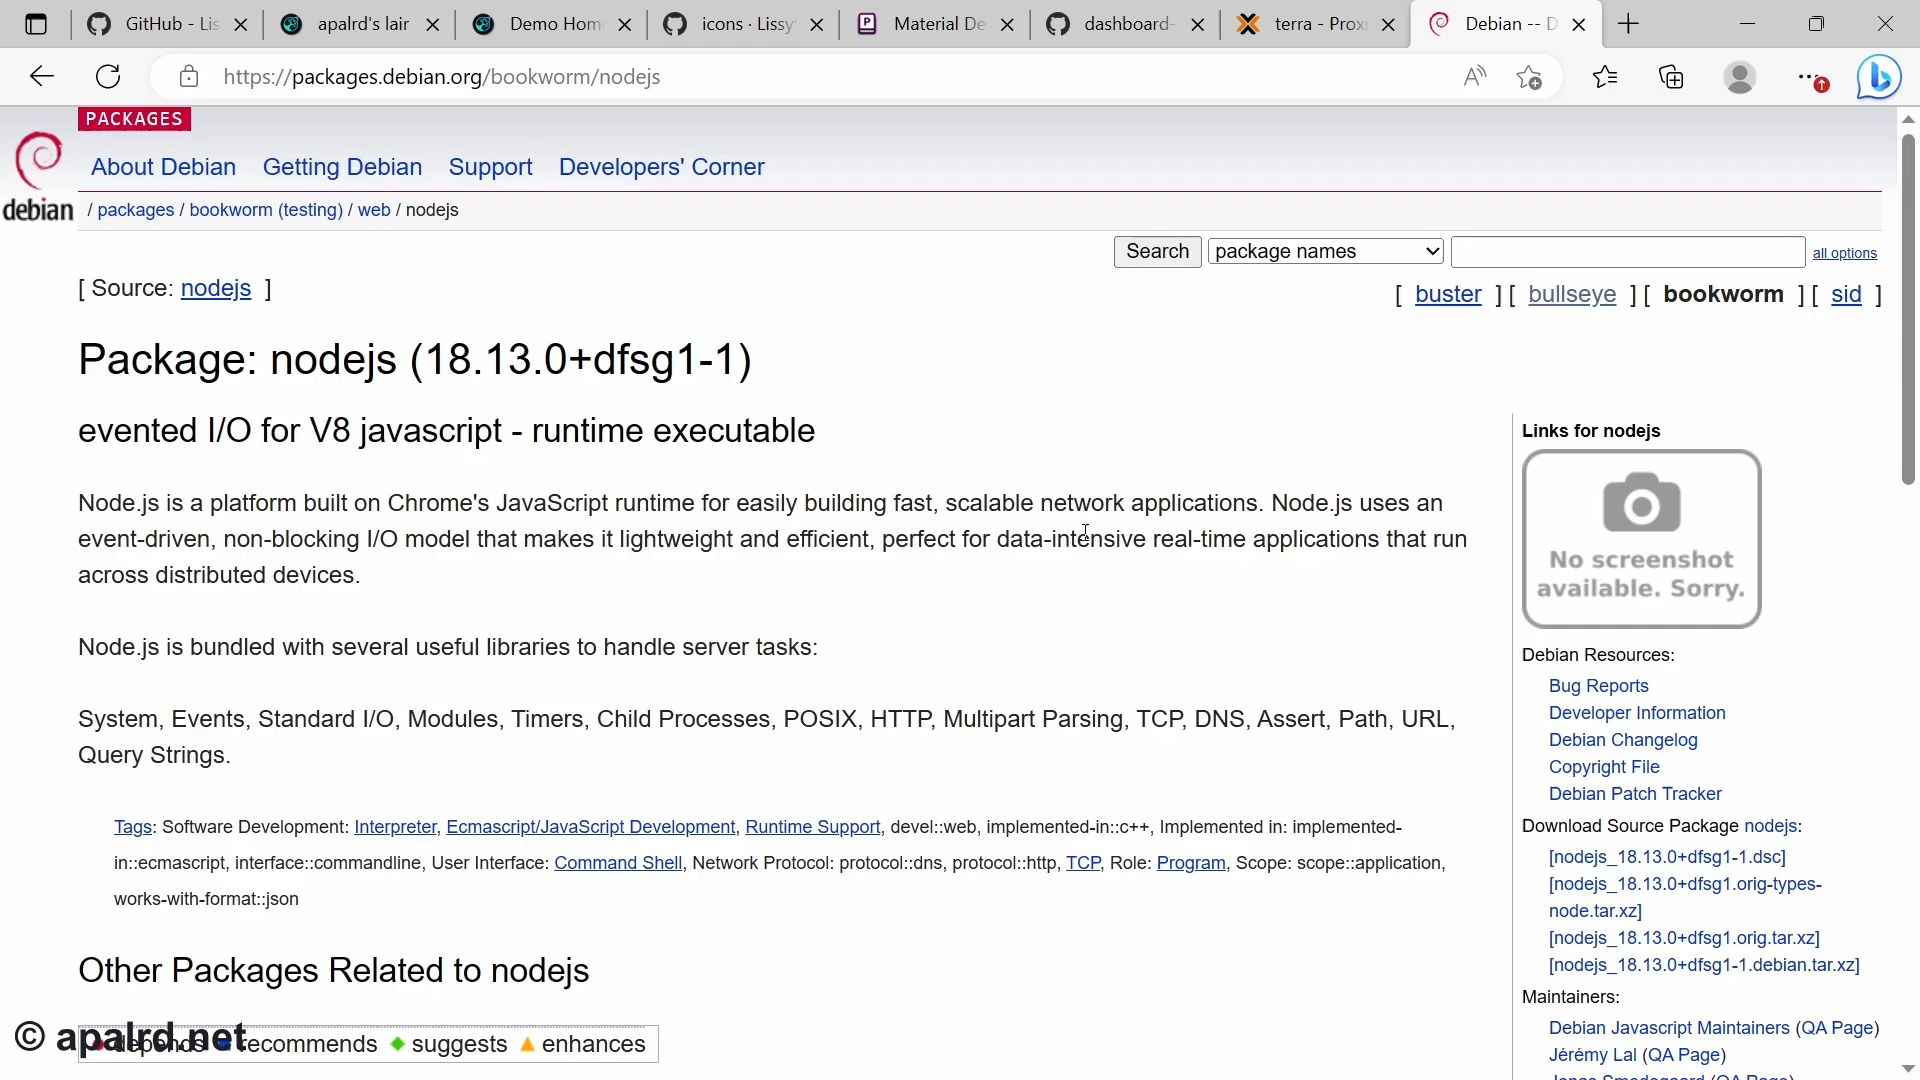 GitHub - Lis
apalrd's lair
Demo Hom
icons · Lissy
Material De
dashboard-
terra - Prox
Debian -- D
https://packages.debian.org/bookworm/nodejs
PACKAGES
debian
About Debian Getting Debian Support Developers' Corner
/ packages / bookworm (testing) / web / nodejs
Search package names all options
[ Source: nodejs ]
[ buster ] [ bullseye ] [ bookworm ] [ sid ]
Package: nodejs (18.13.0+dfsg1-1)
evented I/O for V8 javascript - runtime executable
Node.js is a platform built on Chrome's JavaScript runtime for easily building fast, scalable network applications. Node.js uses an
event-driven, non-blocking I/O model that makes it lightweight and efficient, perfect for data-intensive real-time applications that run
across distributed devices.
Node.js is bundled with several useful libraries to handle server tasks:
System, Events, Standard I/O, Modules, Timers, Child Processes, POSIX, HTTP, Multipart Parsing, TCP, DNS, Assert, Path, URL,
Query Strings.
Tags: Software Development: Interpreter, Ecmascript/JavaScript Development, Runtime Support, devel::web, implemented-in::c++, Implemented in: implemented-
in::ecmascript, interface::commandline, User Interface: Command Shell, Network Protocol: protocol::dns, protocol::http, TCP, Role: Program, Scope: scope::application,
works-with-format::json
Other Packages Related to nodejs
depends recommends suggests enhances
© apalrd.net
Links for nodejs
No screenshot
available. Sorry.
Debian Resources:
Bug Reports
Developer Information
Debian Changelog
Copyright File
Debian Patch Tracker
Download Source Package nodejs:
[nodejs_18.13.0+dfsg1-1.dsc]
[nodejs_18.13.0+dfsg1.orig-types-
node.tar.xz]
[nodejs_18.13.0+dfsg1.orig.tar.xz]
[nodejs_18.13.0+dfsg1-1.debian.tar.xz]
Maintainers:
Debian Javascript Maintainers (QA Page)
Jérémy Lal (QA Page)